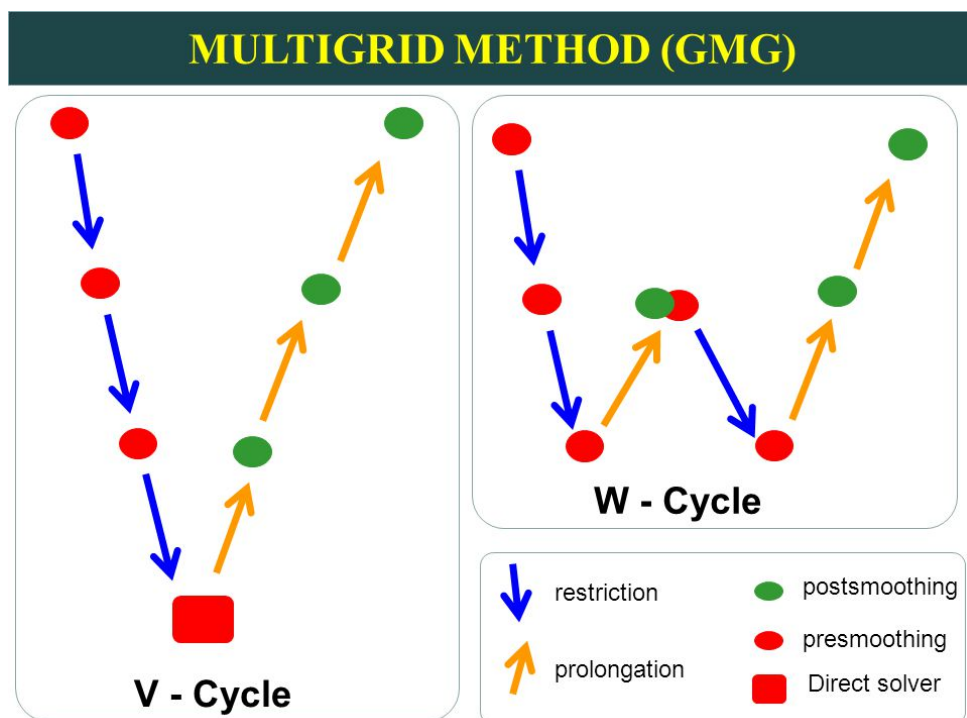 MULTIGRID METHOD (GMG)
V - Cycle
W - Cycle
restriction
prolongation
postsmoothing
presmoothing
Direct solver